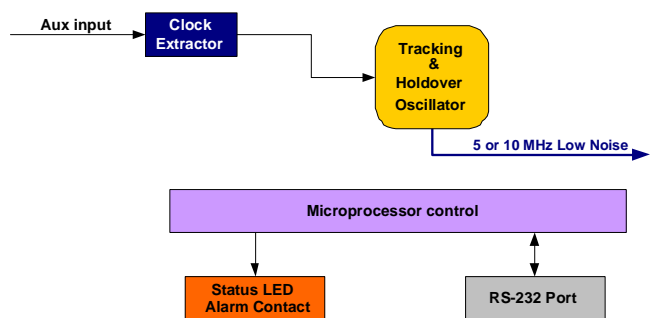 Aux input
Clock
Extractor
Tracking
&
Holdover
Oscillator
5 or 10 MHz Low Noise
Microprocessor control
Status LED
Alarm Contact
RS-232 Port